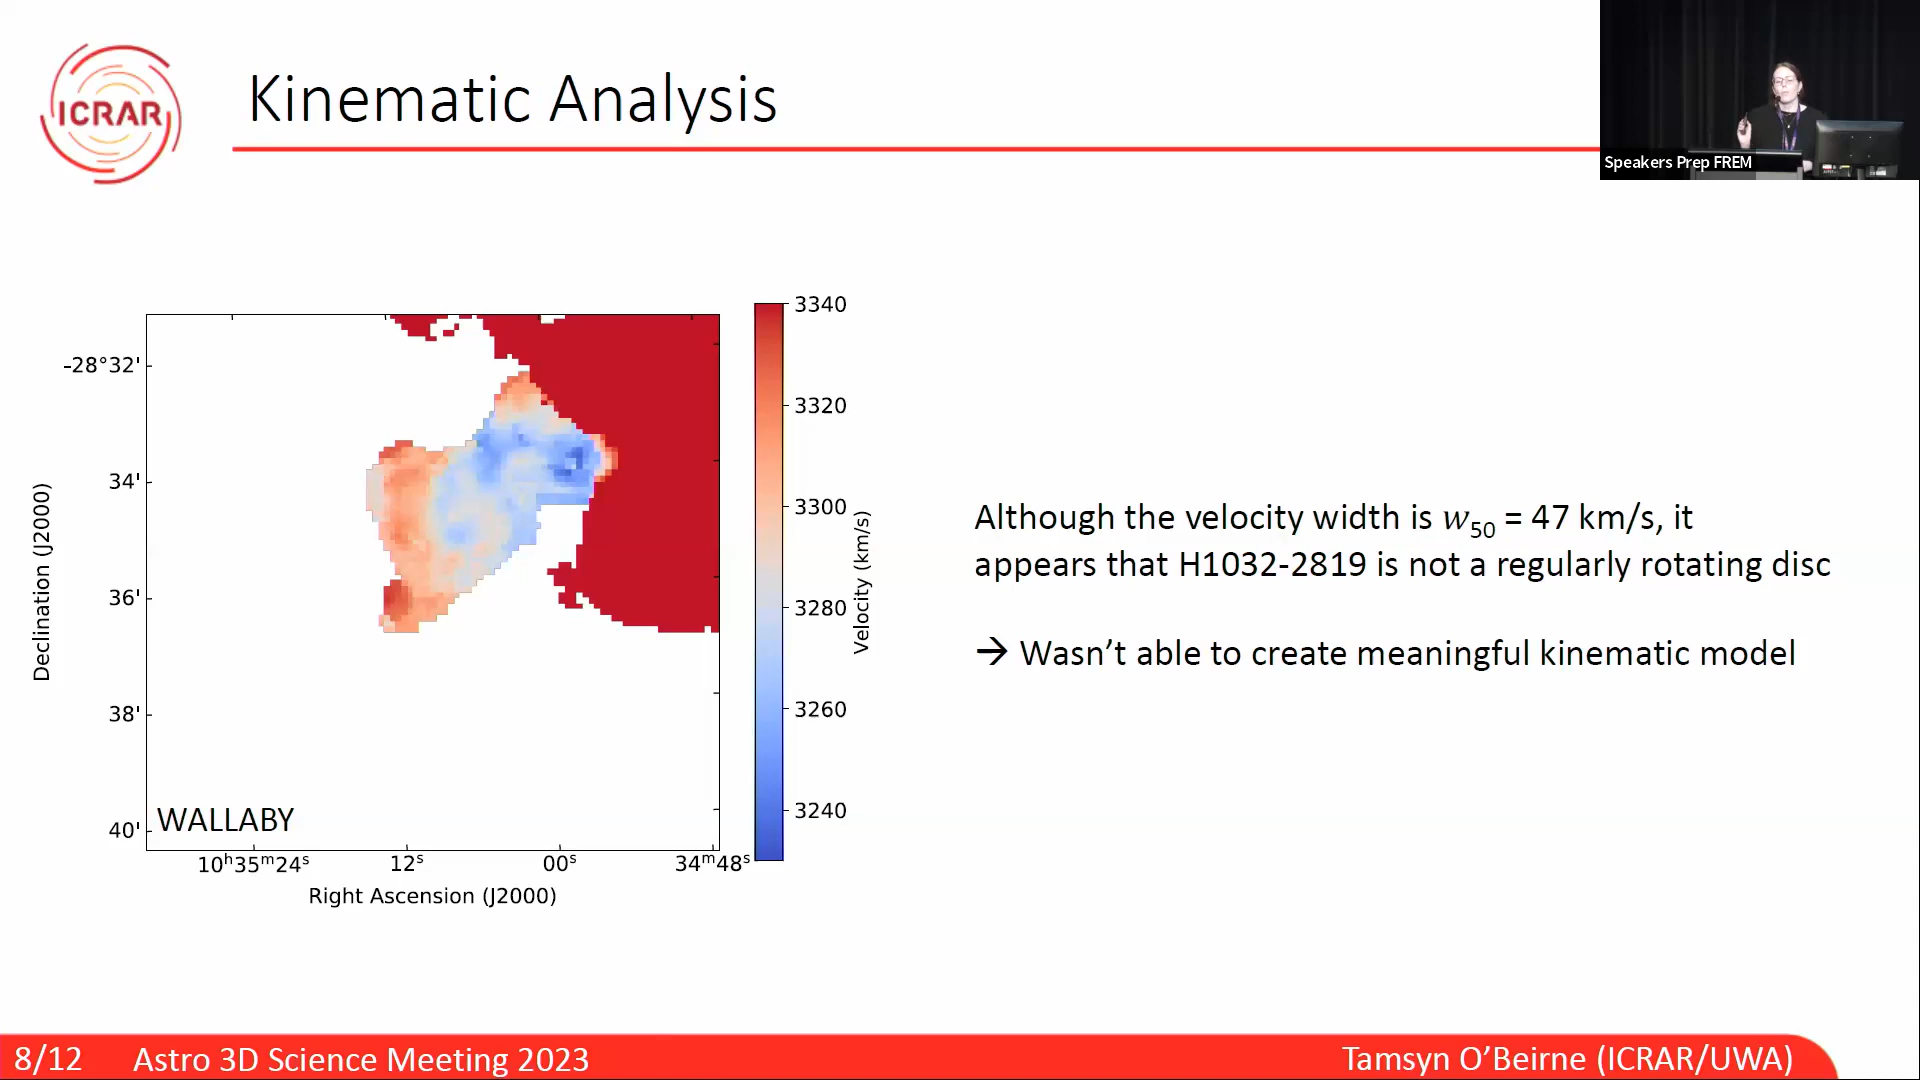 ICRAR
Kinematic Analysis
Speakers Prep FREM
Declination (J2000)
-28°32'
34'
36'
38'
40'
WALLABY
10ʰ35ᵐ24ˢ
12ˢ
00ˢ
34ᵐ48ˢ
Right Ascension (J2000)
3340
3320
3300
3280
3260
3240
Velocity (km/s)
Although the velocity width is w₅₀ = 47 km/s, it
appears that H1032-2819 is not a regularly rotating disc
→ Wasn’t able to create meaningful kinematic model
8/12
Astro 3D Science Meeting 2023
Tamsyn O’Beirne (ICRAR/UWA)